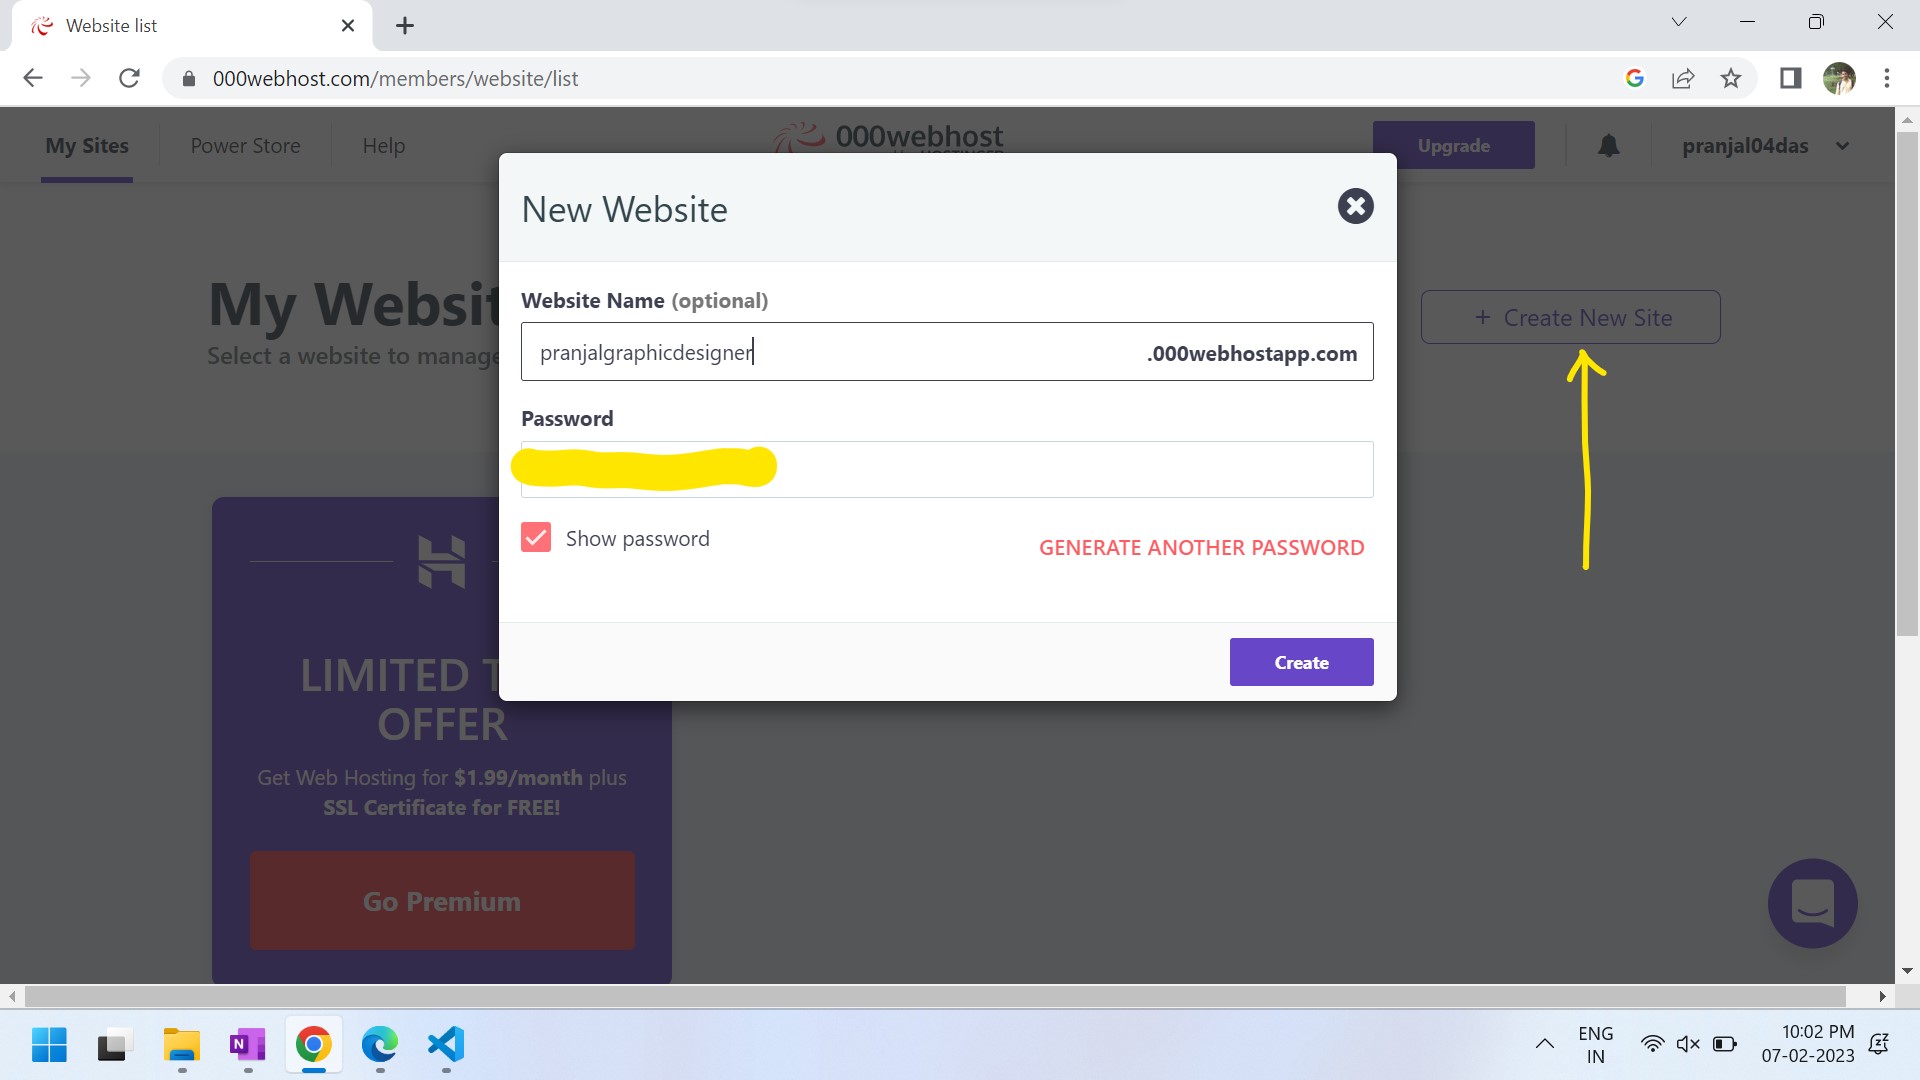 Website list
000webhost.com/members/website/list
My Sites
Power Store
Help
000webhost
Upgrade
pranjal04das
New Website
Website Name (optional)
pranjalgraphicdesigner
.000webhostapp.com
Password
Show password
GENERATE ANOTHER PASSWORD
Create
My Websit
Select a website to manage
+ Create New Site
LIMITED T
OFFER
Get Web Hosting for $1.99/month plus
SSL Certificate for FREE!
Go Premium
N
ENG
IN
10:02 PM
07-02-2023